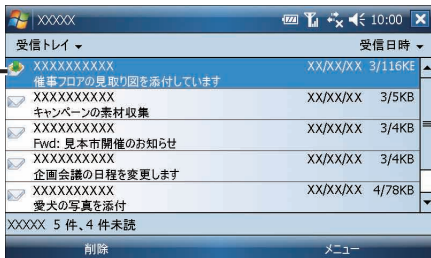 XXXXX 10:00
受信トレイ 受信日時
XXXXXXXXXX XX/XX/XX 3/116KB
催事フロアの見取り図を添付しています
XXXXXXXXXX XX/XX/XX 3/5KB
キャンペーンの素材収集
XXXXXXXXXX XX/XX/XX 3/4KB
Fwd: 見本市開催のお知らせ
XXXXXXXXXX XX/XX/XX 3/4KB
企画会議の日程を変更します
XXXXXXXXXX XX/XX/XX 4/78KB
愛犬の写真を添付
XXXXX 5 件、4 件未読
削除 メニュー